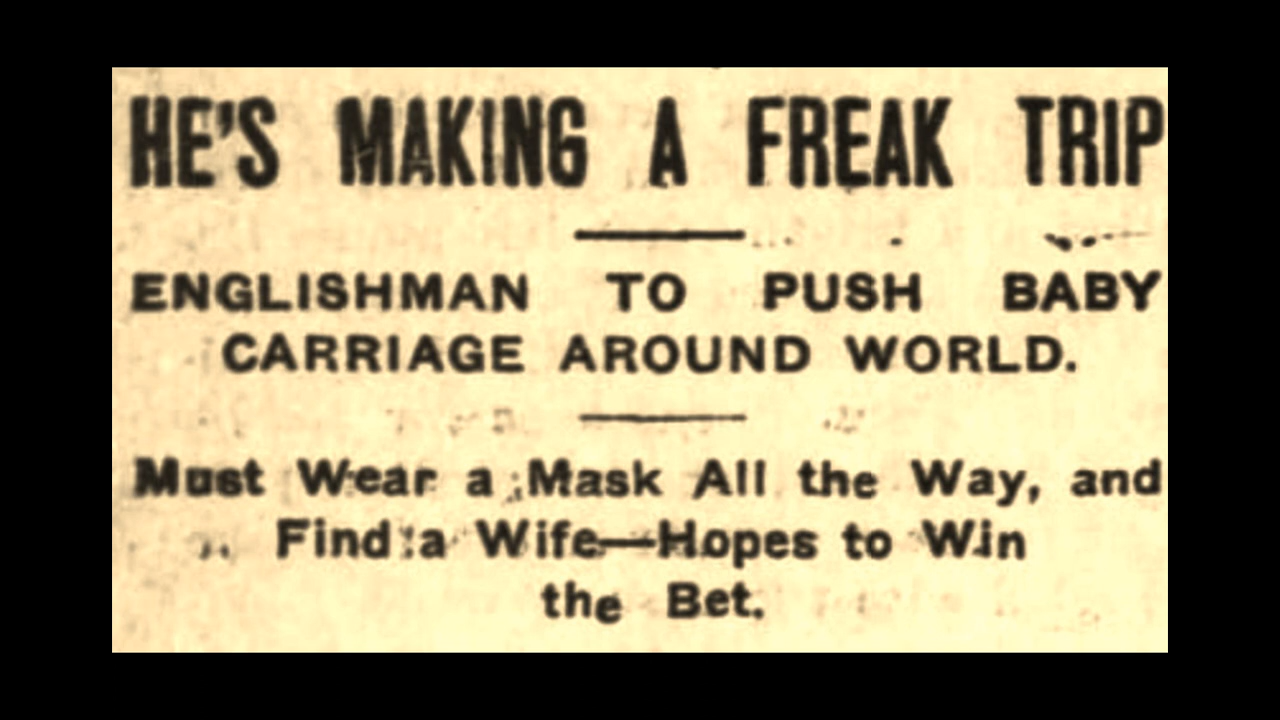 HE'S MAKING A FREAK TRIP
ENGLISHMAN TO PUSH BABY
CARRIAGE AROUND WORLD.
Must Wear a Mask All the Way, and
Find a Wife—Hopes to Win
the Bet.